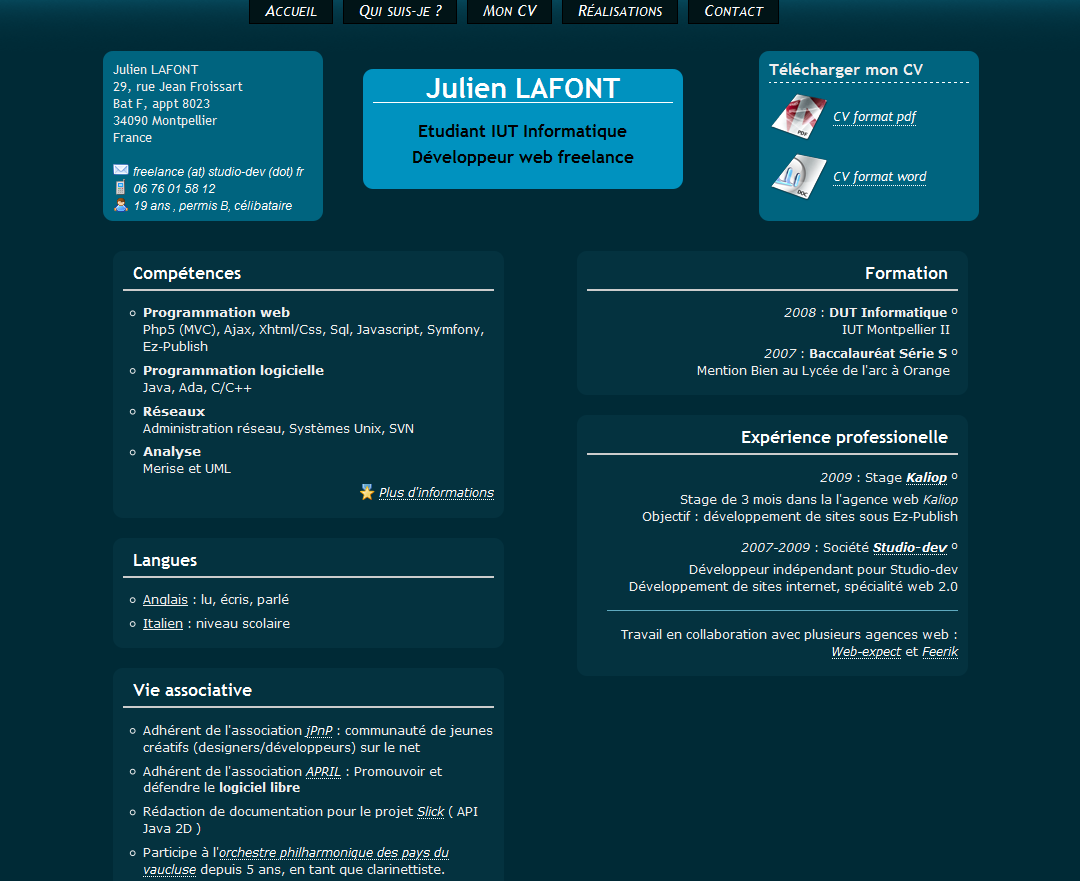 Accueil
Qui suis-je ?
Mon CV
Réalisations
Contact
Julien LAFONT
29, rue Jean Froissart
Bat F, appt 8023
34090 Montpellier
France
freelance (at) studio-dev (dot) fr
06 76 01 58 12
19 ans , permis B, célibataire
Julien LAFONT
Etudiant IUT Informatique
Développeur web freelance
Télécharger mon CV
PDF
CV format pdf
DOC
CV format word
Compétences
Programmation web
Php5 (MVC), Ajax, Xhtml/Css, Sql, Javascript, Symfony,
Ez-Publish
Programmation logicielle
Java, Ada, C/C++
Réseaux
Administration réseau, Systèmes Unix, SVN
Analyse
Merise et UML
Plus d'informations
Langues
Anglais : lu, écris, parlé
Italien : niveau scolaire
Vie associative
Adhérent de l'association jPnP : communauté de jeunes
créatifs (designers/développeurs) sur le net
Adhérent de l'association APRIL : Promouvoir et
défendre le logiciel libre
Rédaction de documentation pour le projet Slick ( API
Java 2D )
Participe à l'orchestre philharmonique des pays du
vaucluse depuis 5 ans, en tant que clarinettiste.
Formation
2008 : DUT Informatique
IUT Montpellier II
2007 : Baccalauréat Série S
Mention Bien au Lycée de l'arc à Orange
Expérience professionelle
2009 : Stage Kaliop
Stage de 3 mois dans la l'agence web Kaliop
Objectif : développement de sites sous Ez-Publish
2007-2009 : Société Studio-dev
Développeur indépendant pour Studio-dev
Développement de sites internet, spécialité web 2.0
Travail en collaboration avec plusieurs agences web :
Web-expect et Feerik